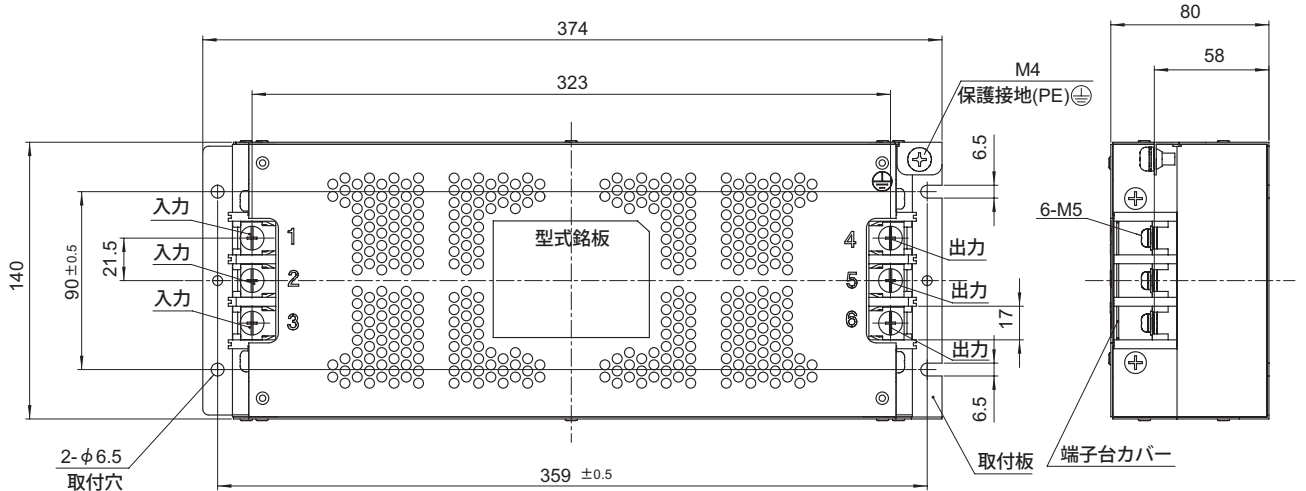 374
80
323
58
M4
保護接地(PE)
6.5
入力
1
4
型式銘板
6-M5
140
90±0.5
21.5
入力
2
出力
5
入力
3
出力
6
17
出力
6.5
2-φ6.5
取付穴
359 ±0.5
取付板
端子台カバー